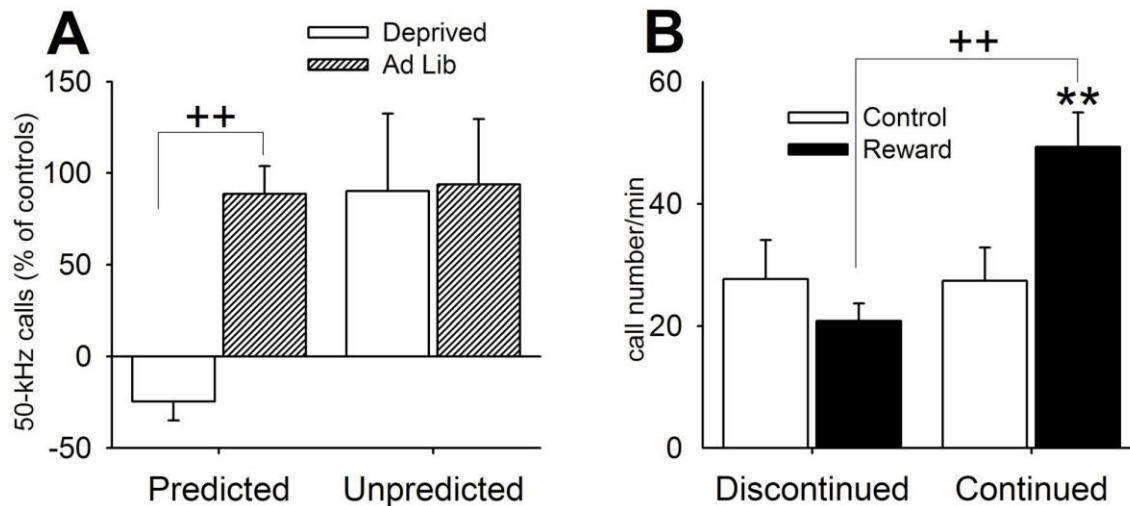 A
Deprived
Ad Lib
50-kHz calls (% of controls)
150
100
50
0
-50
++
Predicted
Unpredicted
B
++
**
Control
Reward
call number/min
60
40
20
0
Discontinued
Continued